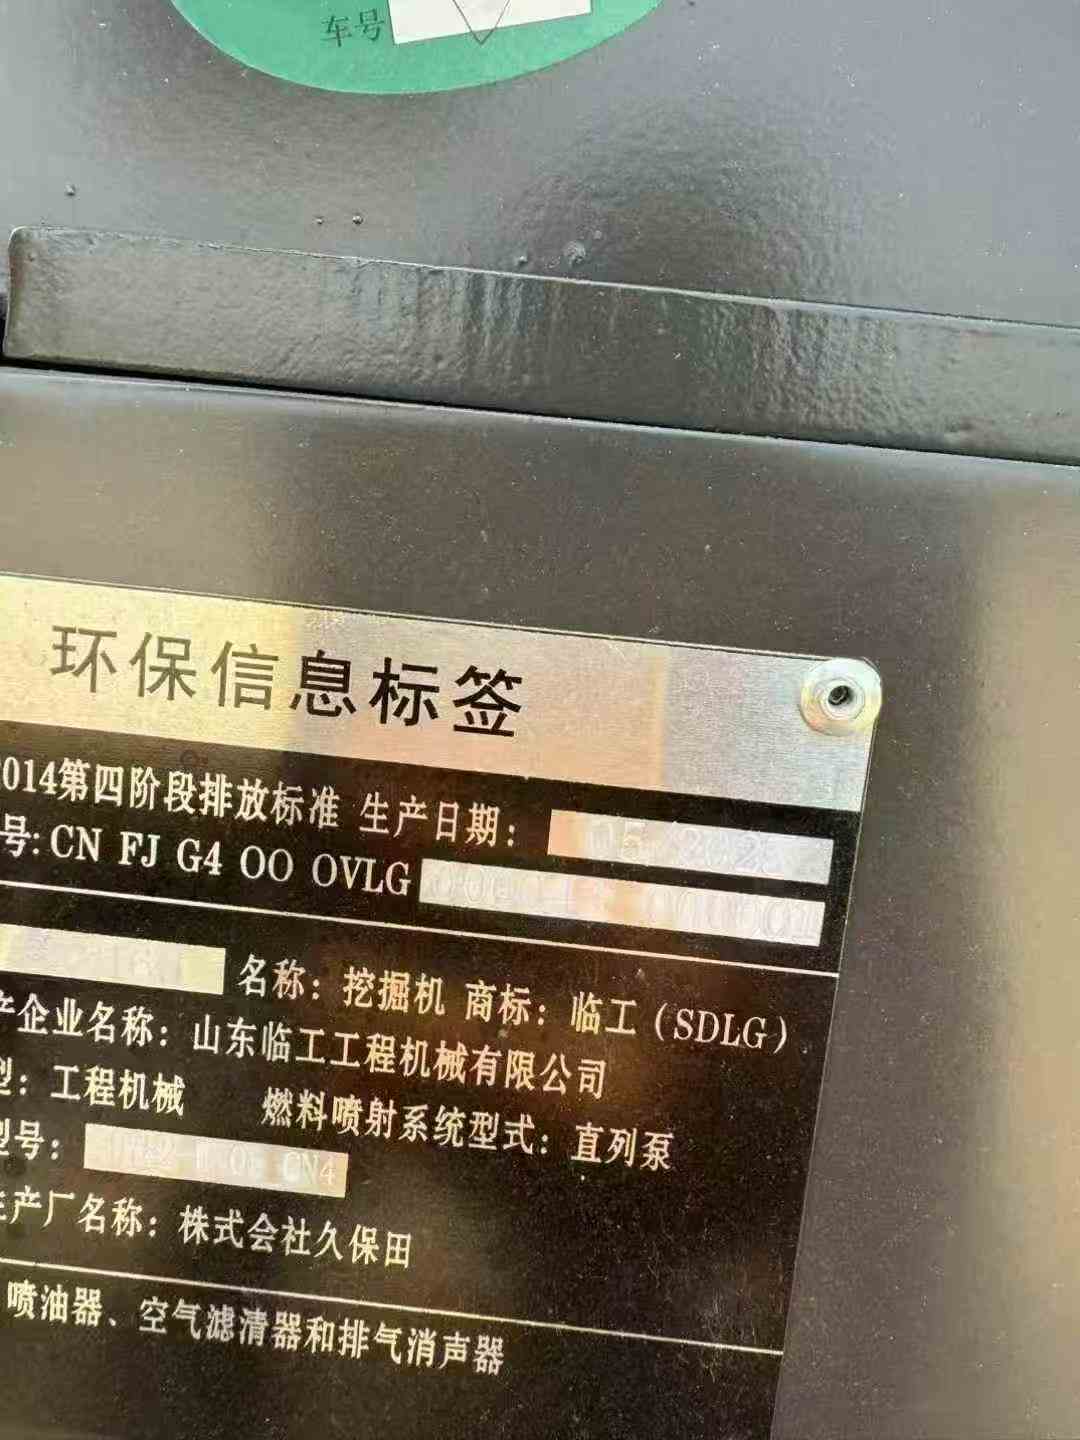 车号
环保信息标签
014第四阶段排放标准 生产日期：
号: CN FJ G4 OO OVLG
名称：挖掘机 商标：临工（SDLG）
产企业名称：山东临工工程机械有限公司
型：工程机械 燃料喷射系统型式：直列泵
型号： CN4
生产厂名称：株式会社久保田
喷油器、空气滤清器和排气消声器